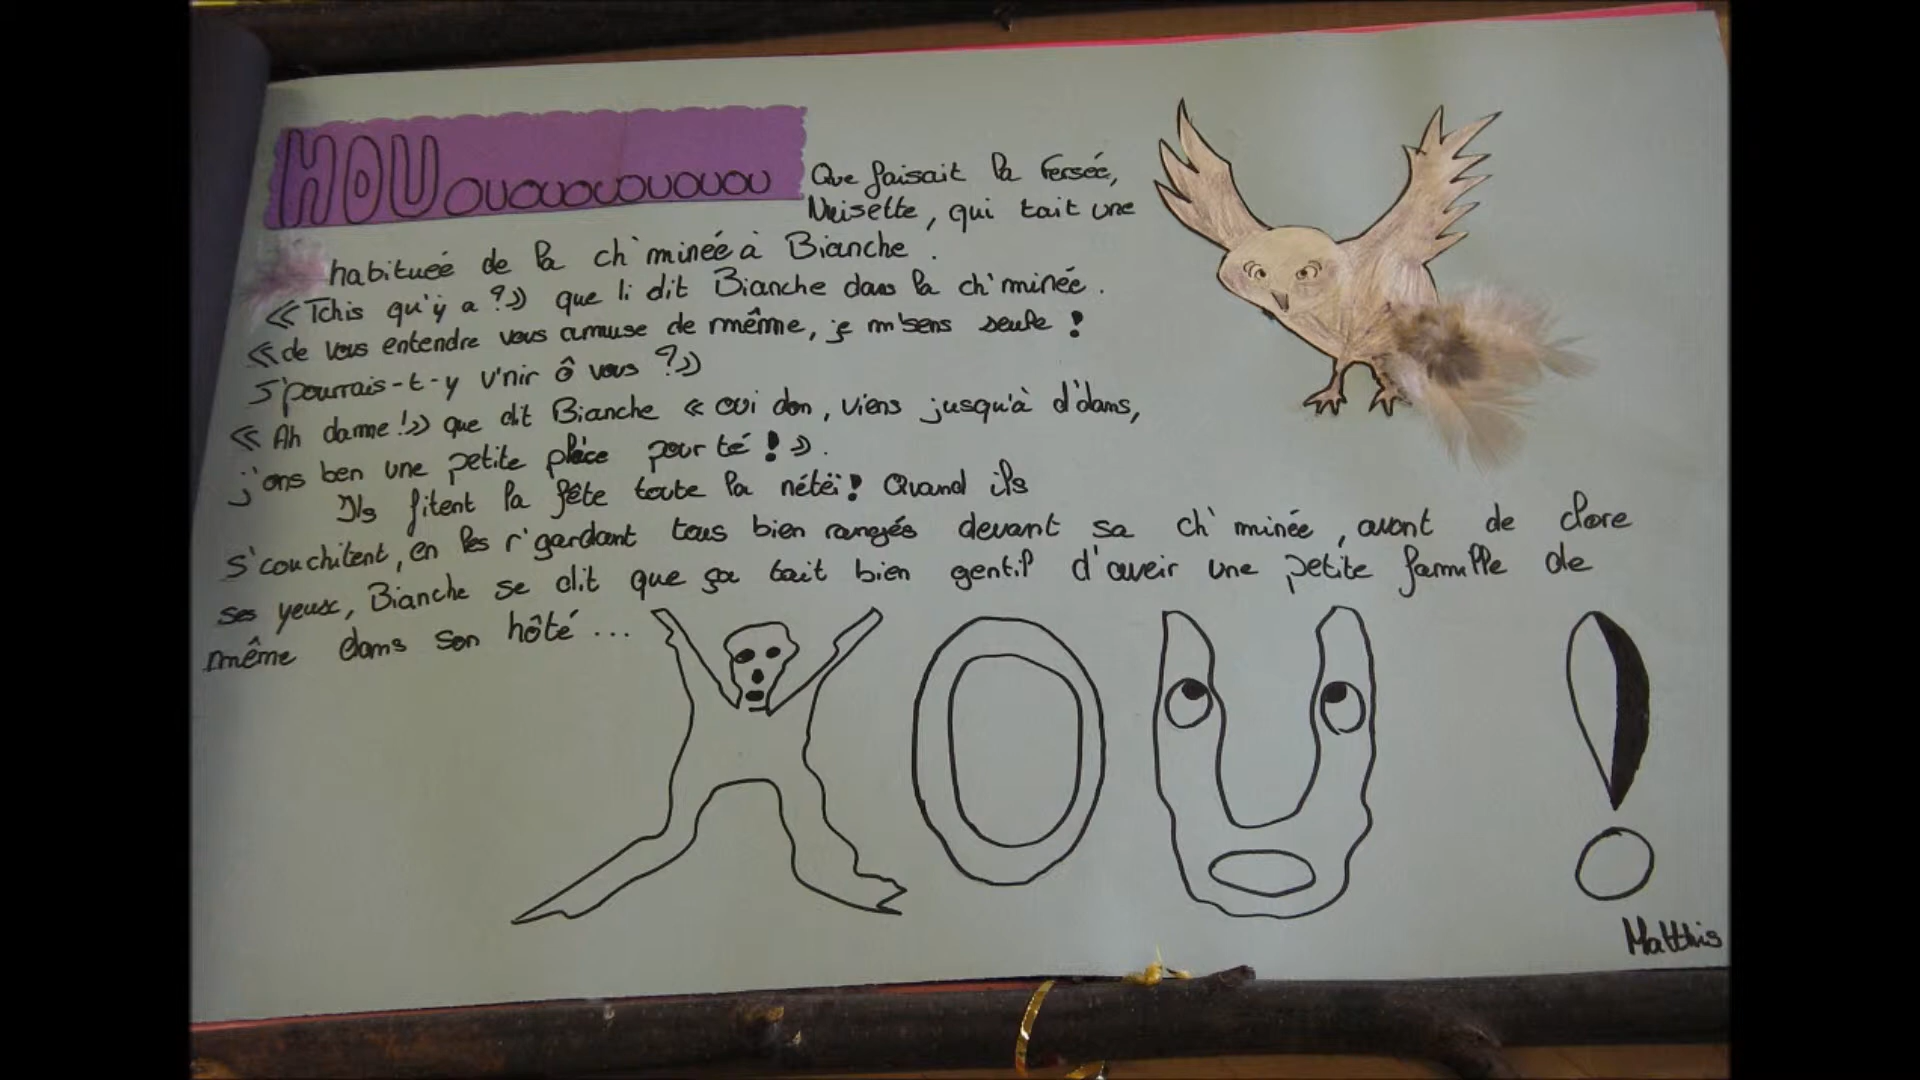 HOUouououououou Que faisait la Fersée,
Noisette, qui tait une
habituée de la ch'minée à Bianche.
« Tchis qu'y a ? » que li dit Bianche dans la ch'minée.
« de vous entendre vous amuse de même, je m'sens seule !
S'pourrais-t-y v'nir ô vous ? »
« Ah dame ! » que dit Bianche « oui don, viens jusqu'à d'dans,
j'ons ben une petite place pour té ! ».
Ils fitent la fête toute la nétëi ! Quand ils
s'couchitent, en les r'gardant tous bien rangés devant sa ch'minée, avant de clore
ses yeux, Bianche se dit que ça tait bien gentil d'aveir une petite famille de
même dans son hôté ...
XOU !
Matthis